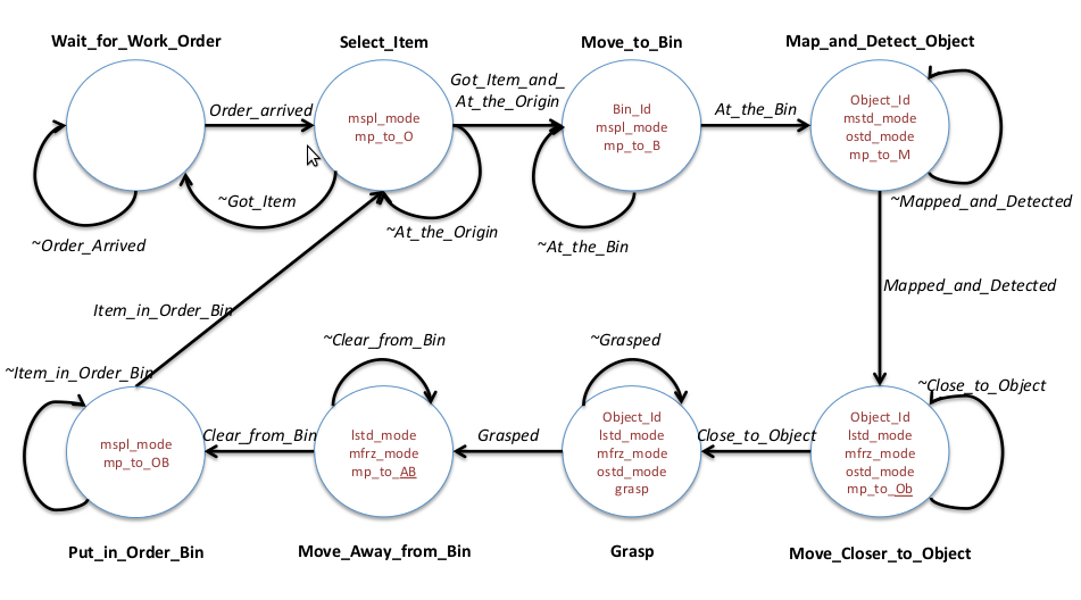 Wait_for_Work_Order
Select_Item
Move_to_Bin
Map_and_Detect_Object
Order_arrived
mspl_mode
mp_to_O
Got_Item_and_
At_the_Origin
Bin_Id
mspl_mode
mp_to_B
At_the_Bin
Object_Id
mstd_mode
ostd_mode
mp_to_M
~Order_Arrived
~Got_Item
~At_the_Origin
~At_the_Bin
~Mapped_and_Detected
Mapped_and_Detected
Item_in_Order_Bin
~Item_in_Order_Bin
~Clear_from_Bin
~Grasped
~Close_to_Object
mspl_mode
mp_to_OB
Clear_from_Bin
lstd_mode
mfrz_mode
mp_to_AB
Grasped
Object_Id
lstd_mode
mfrz_mode
ostd_mode
grasp
Close_to_Object
Object_Id
lstd_mode
mfrz_mode
ostd_mode
mp_to_Ob
Put_in_Order_Bin
Move_Away_from_Bin
Grasp
Move_Closer_to_Object